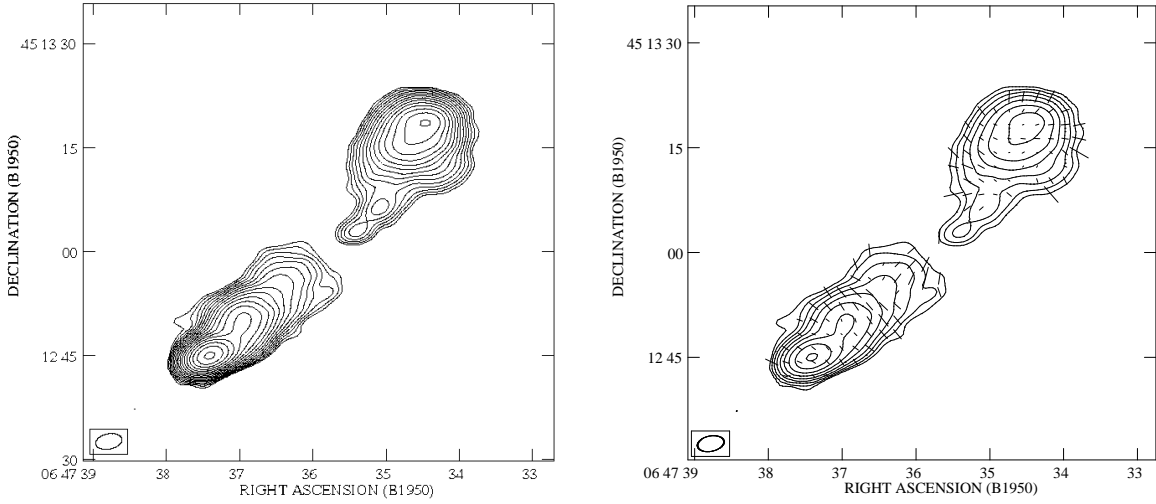 45 13 30
15
00
12 45
30
DECLINATION (B1950)
06 47 39 38 37 36 35 34 33
RIGHT ASCENSION (B1950)
45 13 30
15
00
12 45
DECLINATION (B1950)
06 47 39 38 37 36 35 34 33
RIGHT ASCENSION (B1950)